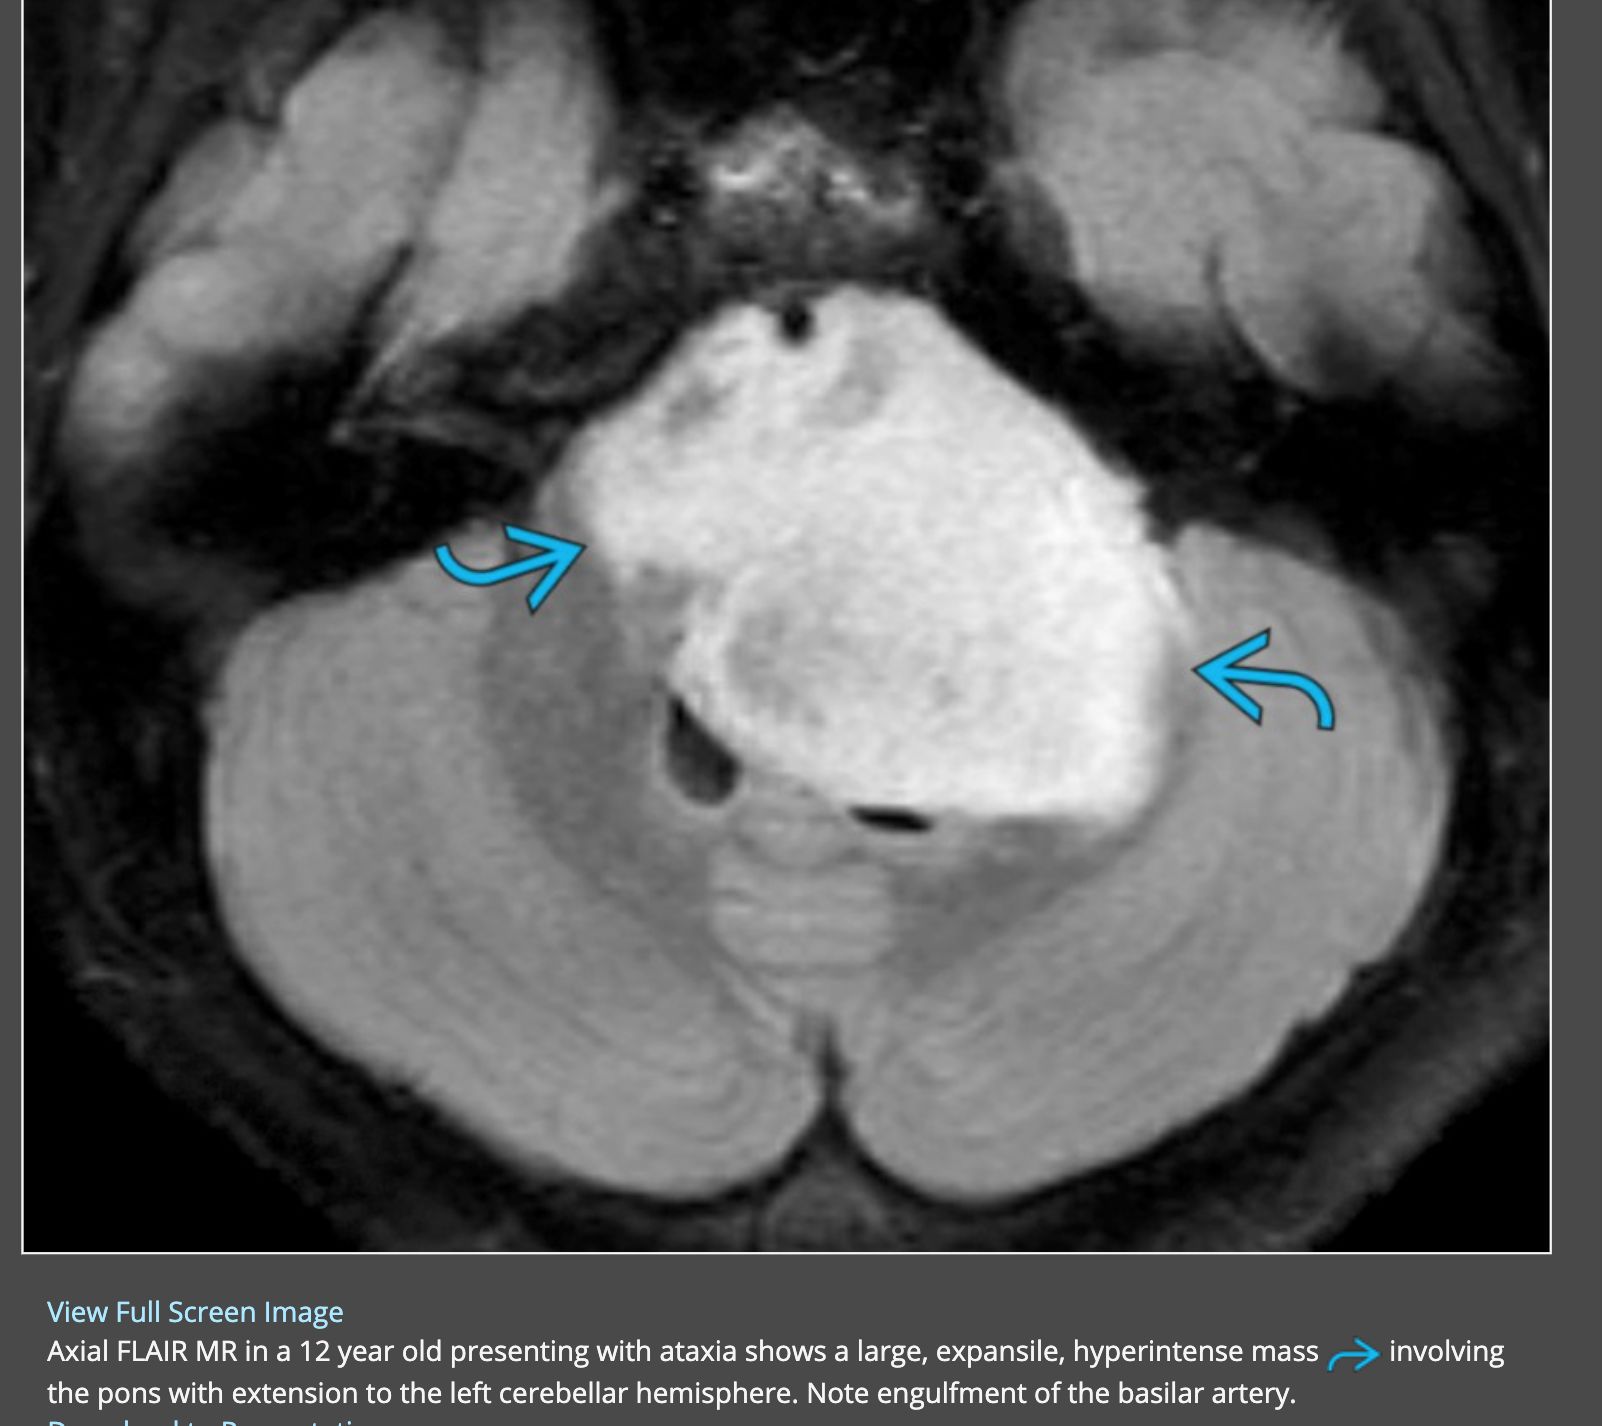 View Full Screen Image
Axial FLAIR MR in a 12 year old presenting with ataxia shows a large, expansile, hyperintense mass involving
the pons with extension to the left cerebellar hemisphere. Note engulfment of the basilar artery.